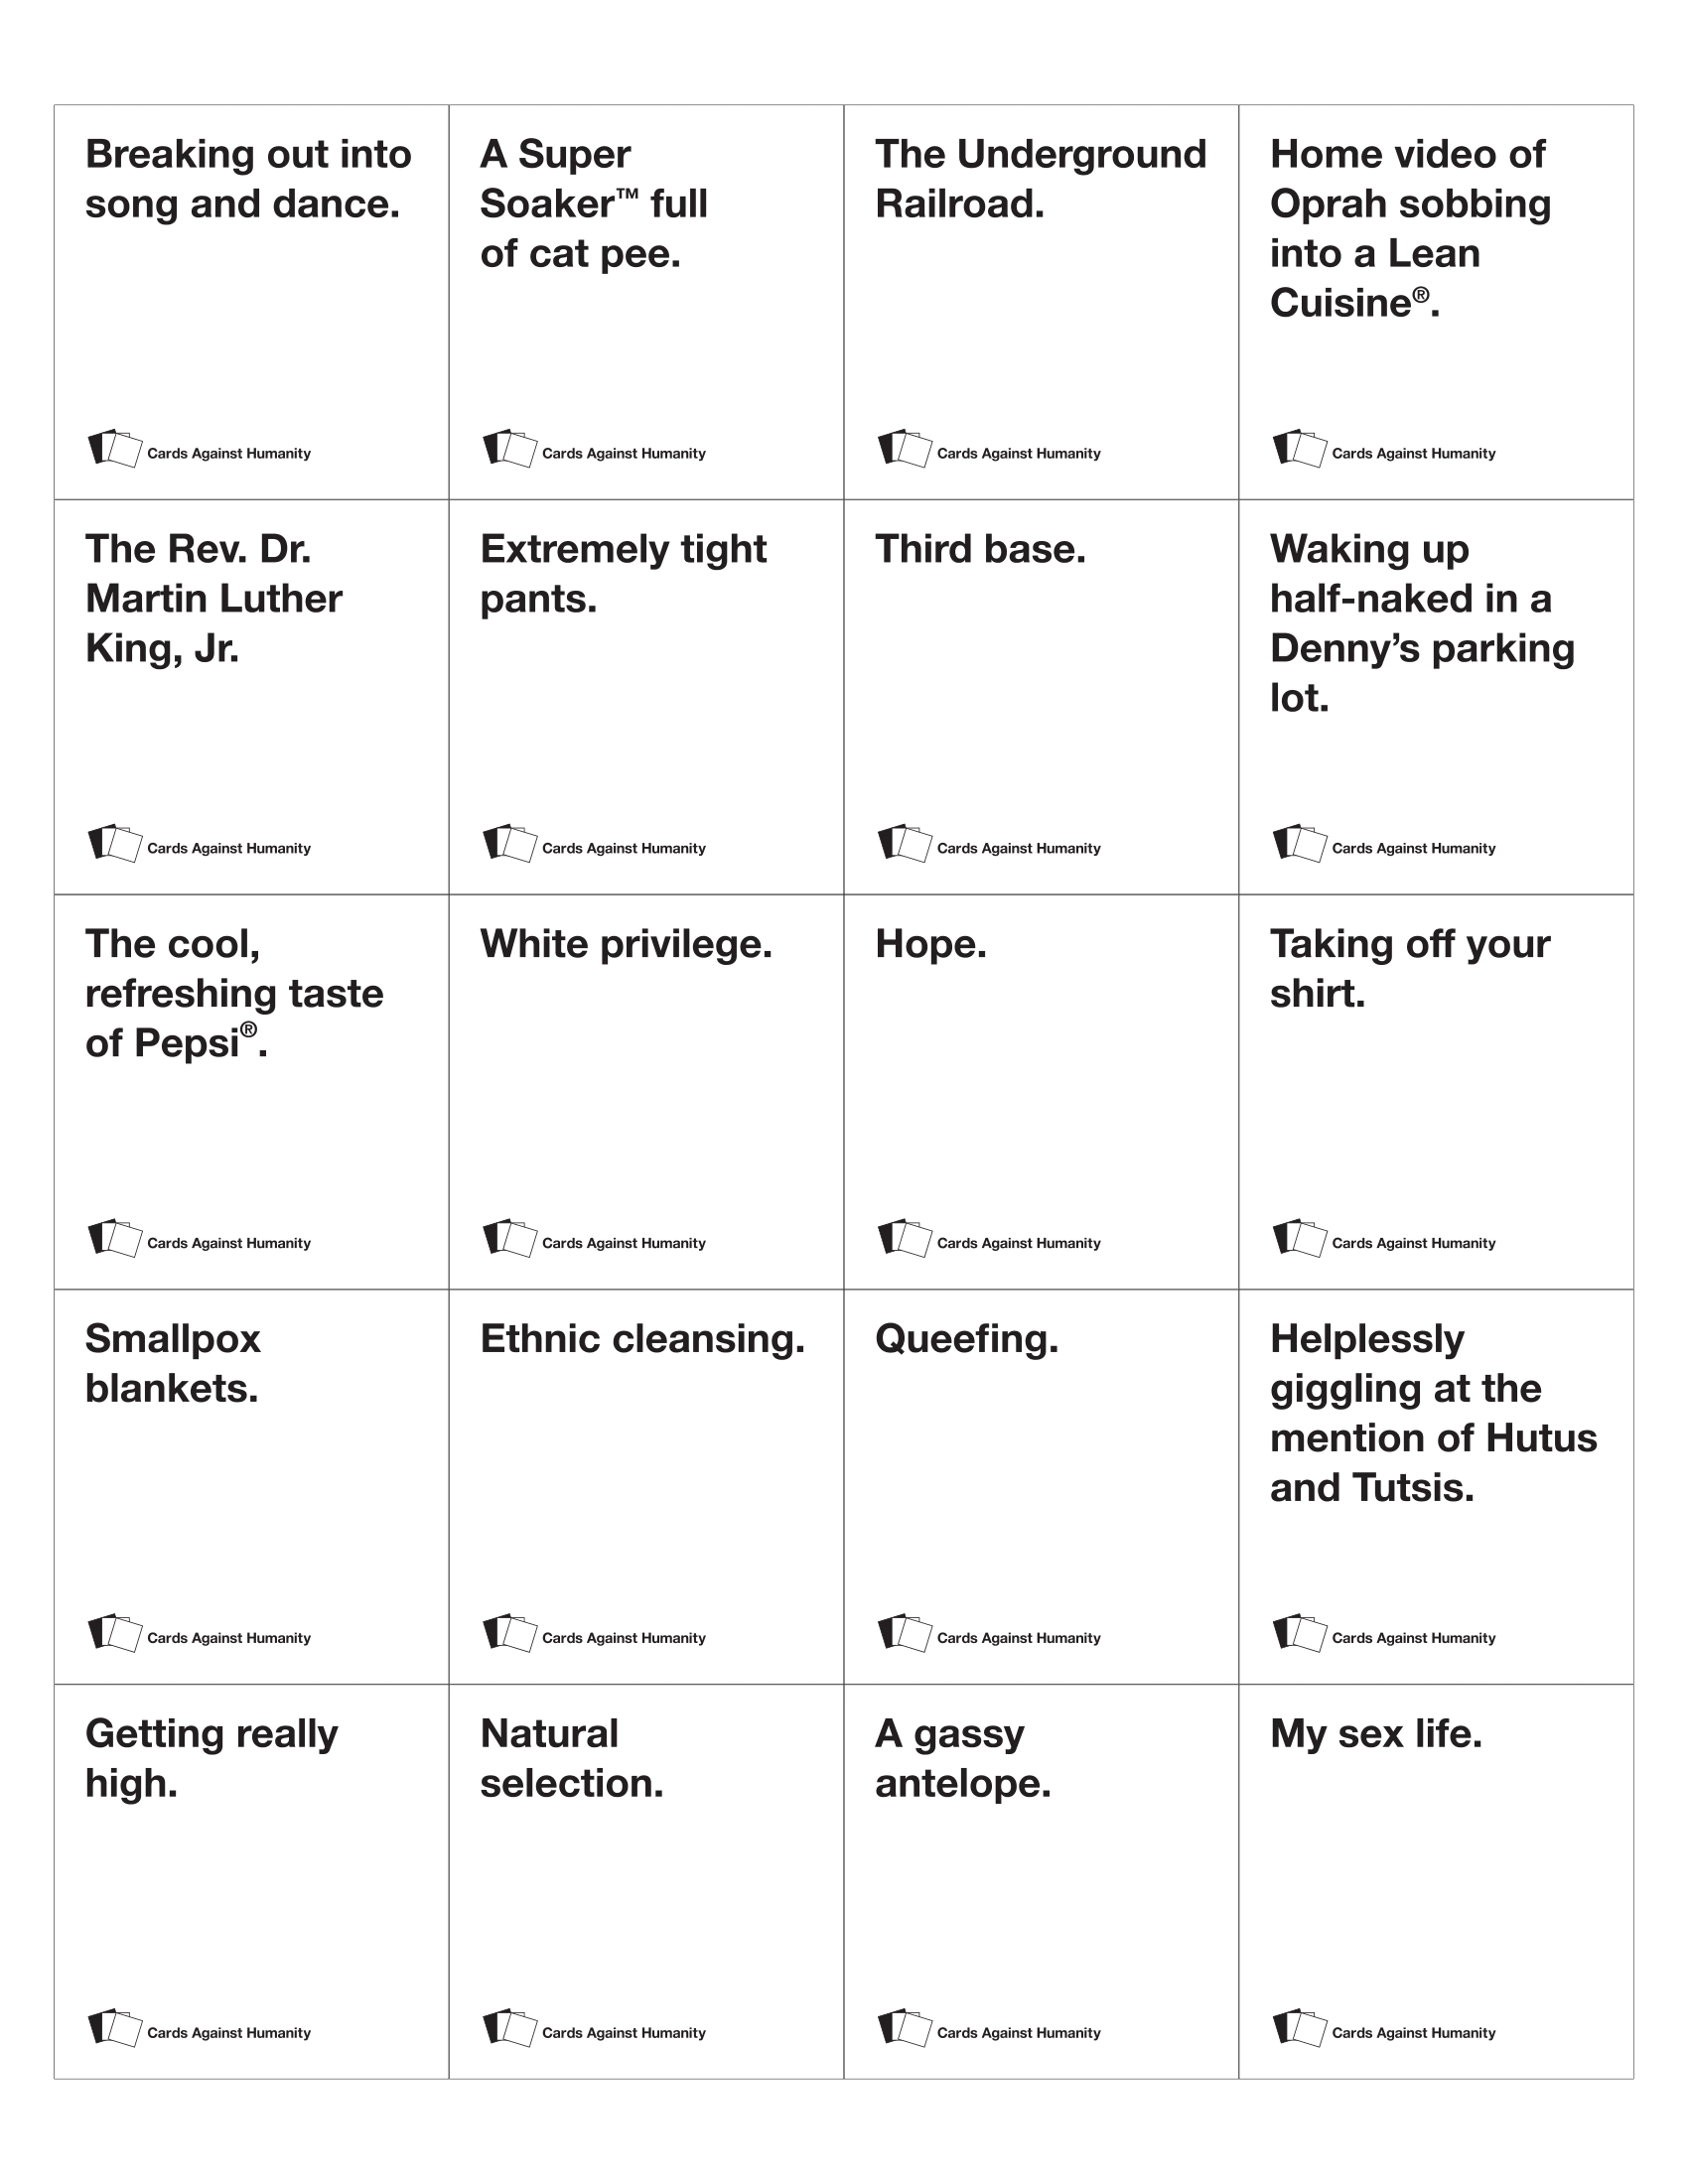 Breaking out into
song and dance.
Cards Against Humanity
A Super
Soaker™ full
of cat pee.
Cards Against Humanity
The Underground
Railroad.
Cards Against Humanity
Home video of
Oprah sobbing
into a Lean
Cuisine®.
Cards Against Humanity
The Rev. Dr.
Martin Luther
King, Jr.
Cards Against Humanity
Extremely tight
pants.
Cards Against Humanity
Third base.
Cards Against Humanity
Waking up
half-naked in a
Denny’s parking
lot.
Cards Against Humanity
The cool,
refreshing taste
of Pepsi®.
Cards Against Humanity
White privilege.
Cards Against Humanity
Hope.
Cards Against Humanity
Taking off your
shirt.
Cards Against Humanity
Smallpox
blankets.
Cards Against Humanity
Ethnic cleansing.
Cards Against Humanity
Queefing.
Cards Against Humanity
Helplessly
giggling at the
mention of Hutus
and Tutsis.
Cards Against Humanity
Getting really
high.
Cards Against Humanity
Natural
selection.
Cards Against Humanity
A gassy
antelope.
Cards Against Humanity
My sex life.
Cards Against Humanity